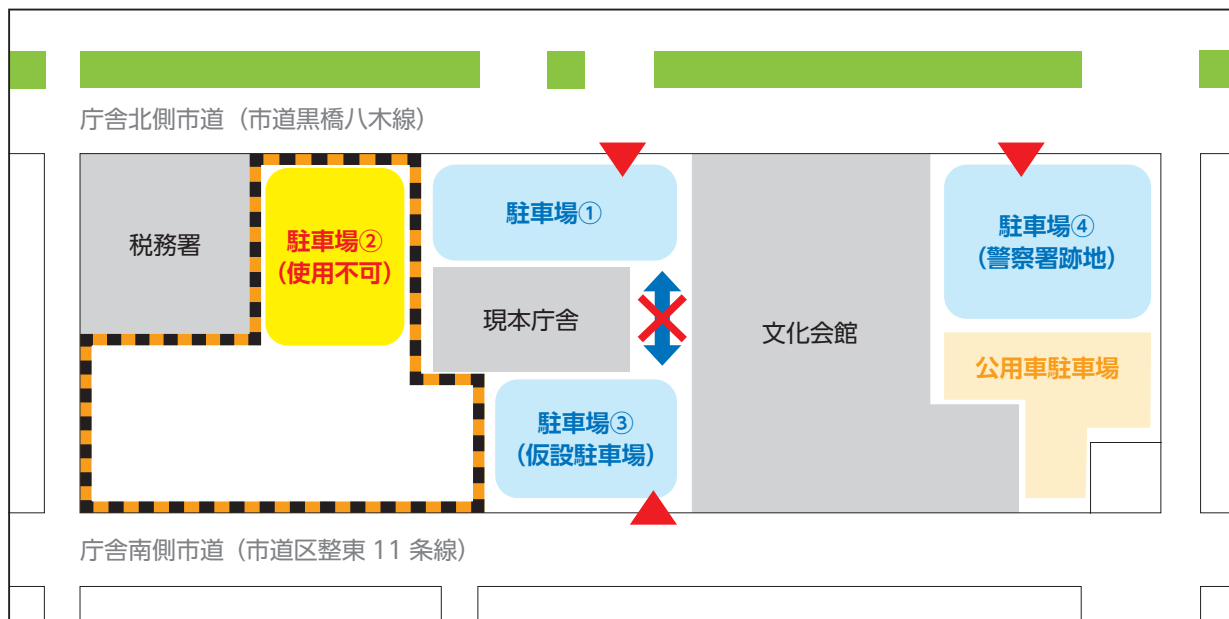 庁舎北側市道（市道黒橋八木線）
税務署
駐車場②
（使用不可）
駐車場①
現本庁舎
駐車場③
（仮設駐車場）
文化会館
駐車場④
（警察署跡地）
公用車駐車場
庁舎南側市道（市道区整東 11 条線）